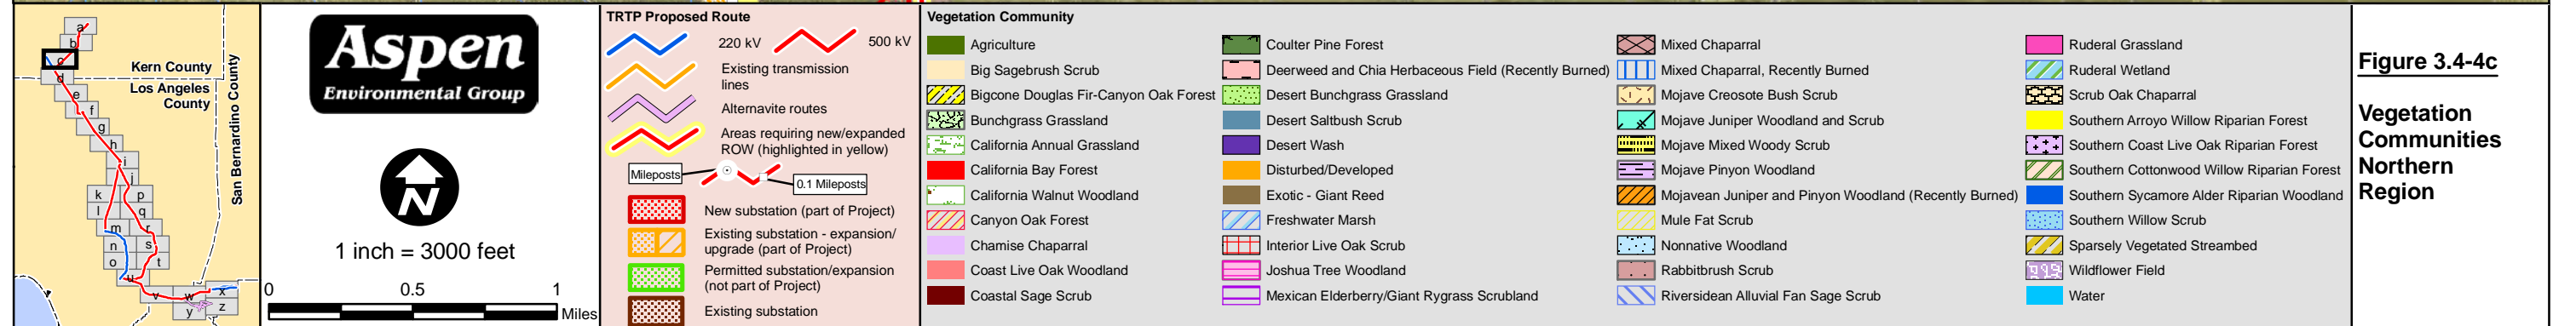 a
b
c
d
e
f
g
h
i
j
k
p
l
q
m
r
n
s
o
t
u
v
w
x
y
z
Kern County
Los Angeles
County
San Bernardino County
Aspen
Environmental Group
N
1 inch = 3000 feet
0 0.5 1
Miles
TRTP Proposed Route
220 kV 500 kV
Existing transmission
lines
Alternavite routes
Areas requiring new/expanded
ROW (highlighted in yellow)
Mileposts
0.1 Mileposts
New substation (part of Project)
Existing substation - expansion/
upgrade (part of Project)
Permitted substation/expansion
(not part of Project)
Existing substation
Vegetation Community
Agriculture
Big Sagebrush Scrub
Bigcone Douglas Fir-Canyon Oak Forest
Bunchgrass Grassland
California Annual Grassland
California Bay Forest
California Walnut Woodland
Canyon Oak Forest
Chamise Chaparral
Coast Live Oak Woodland
Coastal Sage Scrub
Coulter Pine Forest
Deerweed and Chia Herbaceous Field (Recently Burned)
Desert Bunchgrass Grassland
Desert Saltbush Scrub
Desert Wash
Disturbed/Developed
Exotic - Giant Reed
Freshwater Marsh
Interior Live Oak Scrub
Joshua Tree Woodland
Mexican Elderberry/Giant Rygrass Scrubland
Mixed Chaparral
Mixed Chaparral, Recently Burned
Mojave Creosote Bush Scrub
Mojave Juniper Woodland and Scrub
Mojave Mixed Woody Scrub
Mojave Pinyon Woodland
Mojavean Juniper and Pinyon Woodland (Recently Burned)
Mule Fat Scrub
Nonnative Woodland
Rabbitbrush Scrub
Riversidean Alluvial Fan Sage Scrub
Ruderal Grassland
Ruderal Wetland
Scrub Oak Chaparral
Southern Arroyo Willow Riparian Forest
Southern Coast Live Oak Riparian Forest
Southern Cottonwood Willow Riparian Forest
Southern Sycamore Alder Riparian Woodland
Southern Willow Scrub
Sparsely Vegetated Streambed
Wildflower Field
Water
Figure 3.4-4c
Vegetation
Communities
Northern
Region